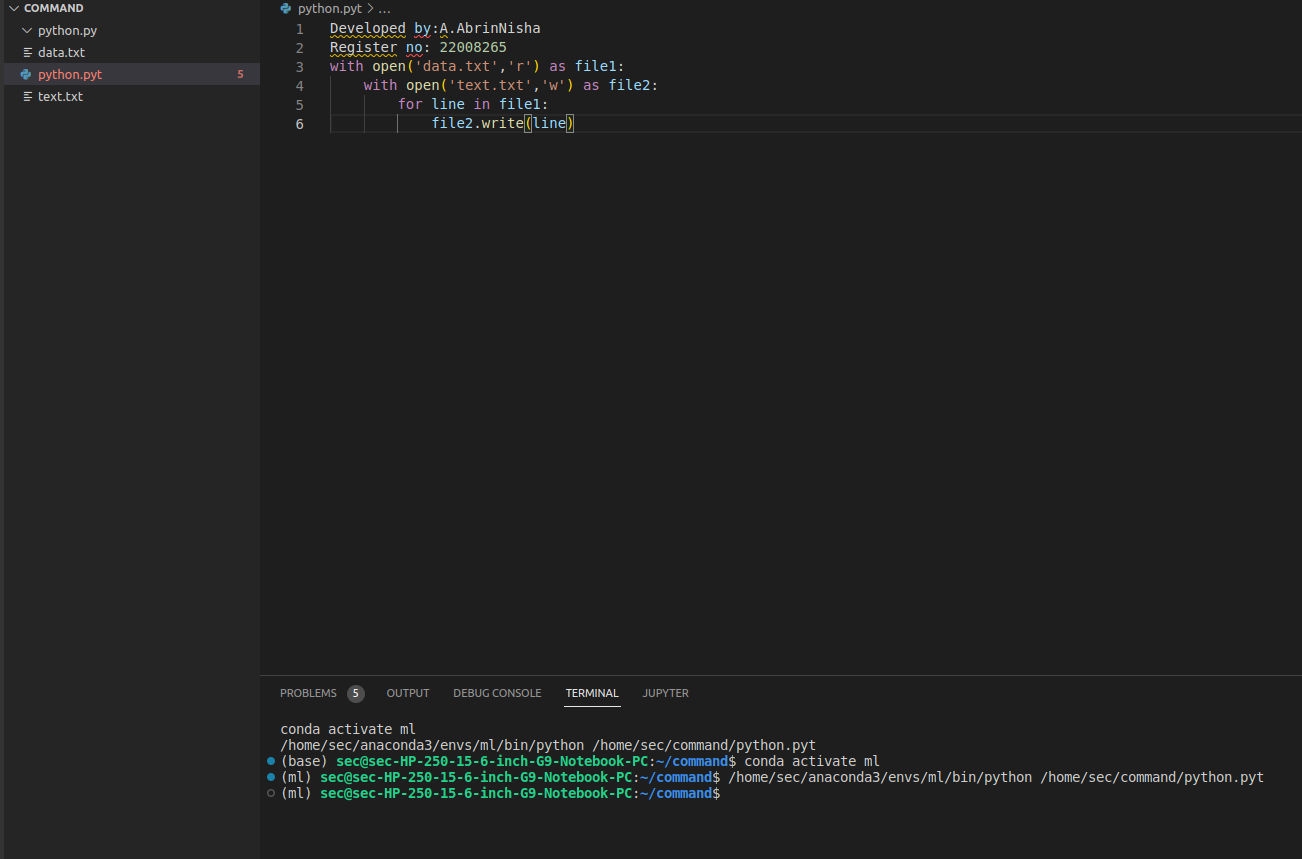 COMMAND
python.py
data.txt
python.pyt 5
text.txt
python.pyt > ...
1 Developed by:A.AbrinNisha
2 Register no: 22008265
3 with open('data.txt','r') as file1:
4     with open('text.txt','w') as file2:
5         for line in file1:
6             file2.write(line)
PROBLEMS 5 OUTPUT DEBUG CONSOLE TERMINAL JUPYTER
conda activate ml
/home/sec/anaconda3/envs/ml/bin/python /home/sec/command/python.pyt
(base) sec@sec-HP-250-15-6-inch-G9-Notebook-PC:~/command$ conda activate ml
(ml) sec@sec-HP-250-15-6-inch-G9-Notebook-PC:~/command$ /home/sec/anaconda3/envs/ml/bin/python /home/sec/command/python.pyt
(ml) sec@sec-HP-250-15-6-inch-G9-Notebook-PC:~/command$